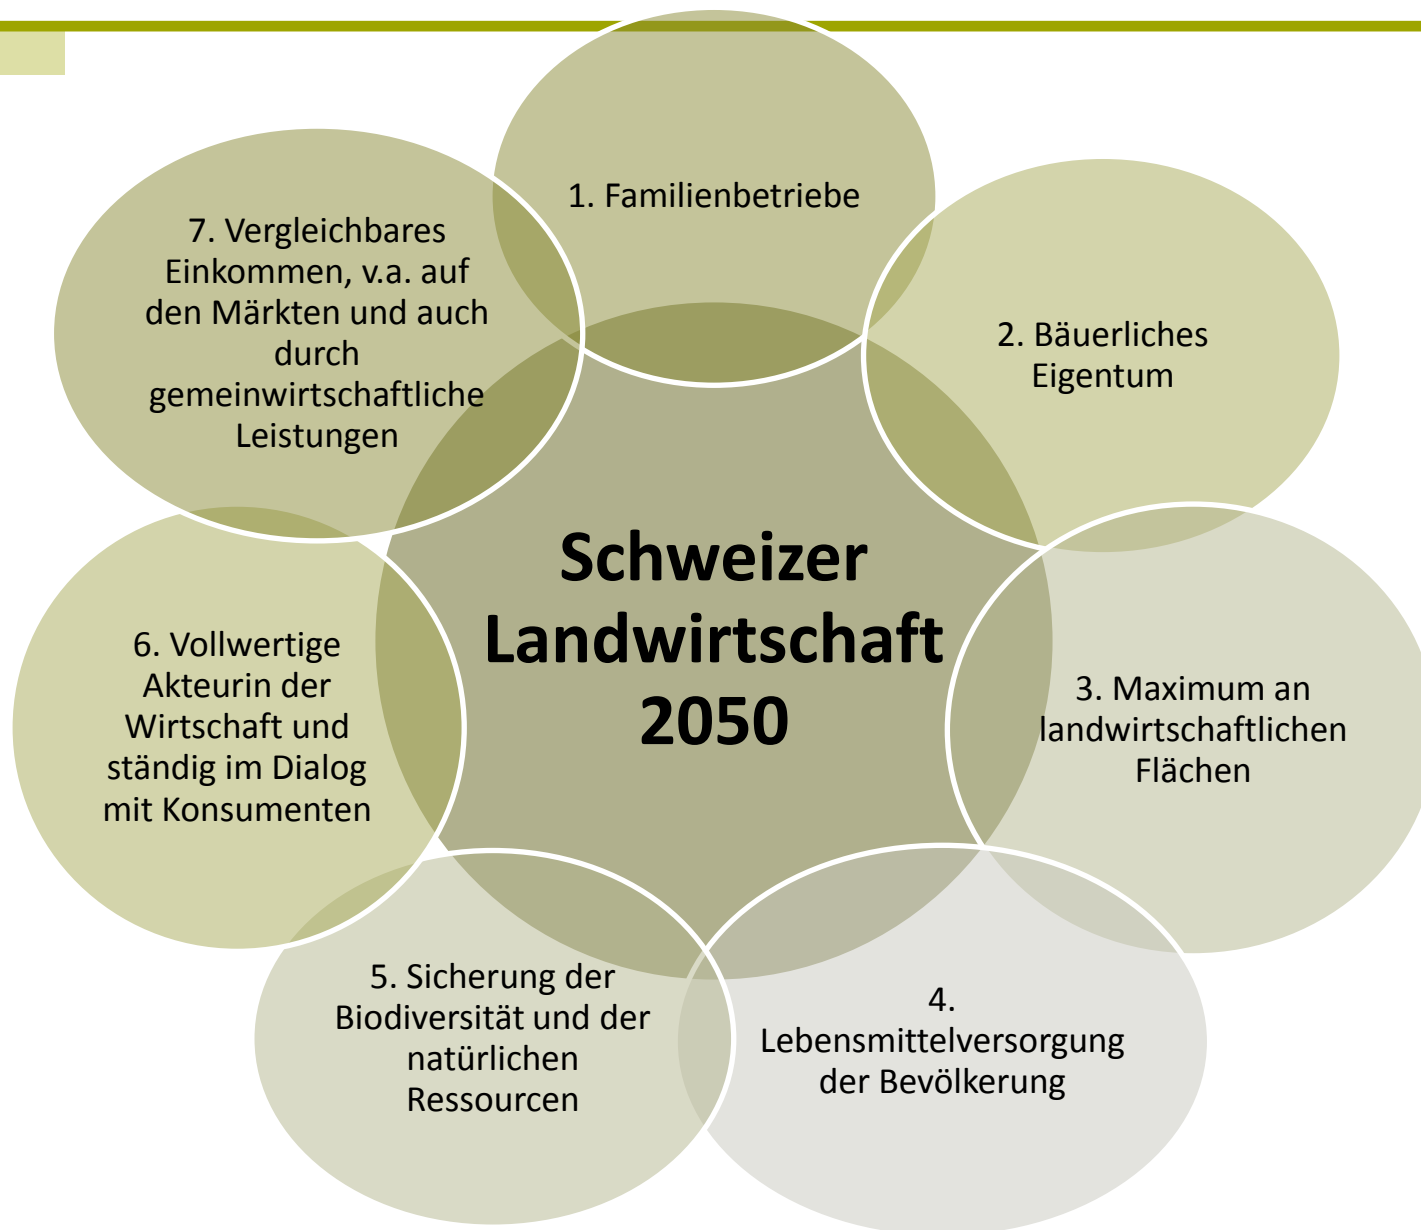 1. Familienbetriebe
2. Bäuerliches
Eigentum
3. Maximum an
landwirtschaftlichen
Flächen
4.
Lebensmittelversorgung
der Bevölkerung
5. Sicherung der
Biodiversität und der
natürlichen
Ressourcen
6. Vollwertige
Akteurin der
Wirtschaft und
ständig im Dialog
mit Konsumenten
7. Vergleichbares
Einkommen, v.a. auf
den Märkten und auch
durch
gemeinwirtschaftliche
Leistungen
Schweizer
Landwirtschaft
2050